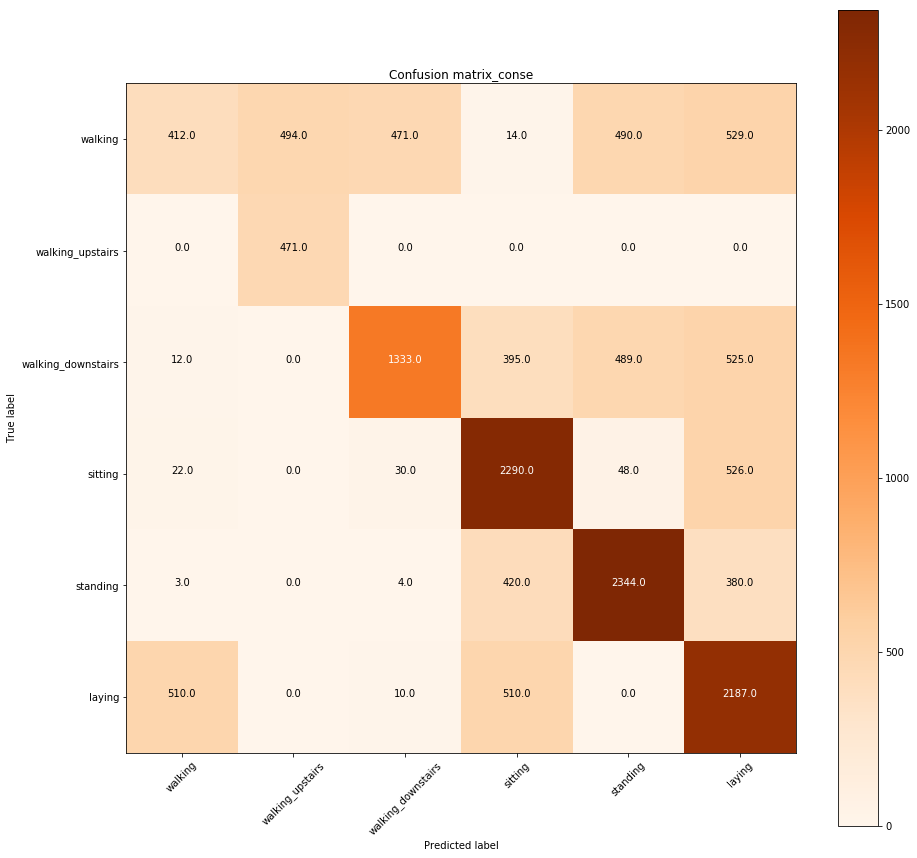 Confusion matrix_conse
True label
walking 412.0 494.0 471.0 14.0 490.0 529.0
walking_upstairs 0.0 471.0 0.0 0.0 0.0 0.0
walking_downstairs 12.0 0.0 1333.0 395.0 489.0 525.0
sitting 22.0 0.0 30.0 2290.0 48.0 526.0
standing 3.0 0.0 4.0 420.0 2344.0 380.0
laying 510.0 0.0 10.0 510.0 0.0 2187.0
walking walking_upstairs walking_downstairs sitting standing laying
Predicted label
2000
1500
1000
500
0